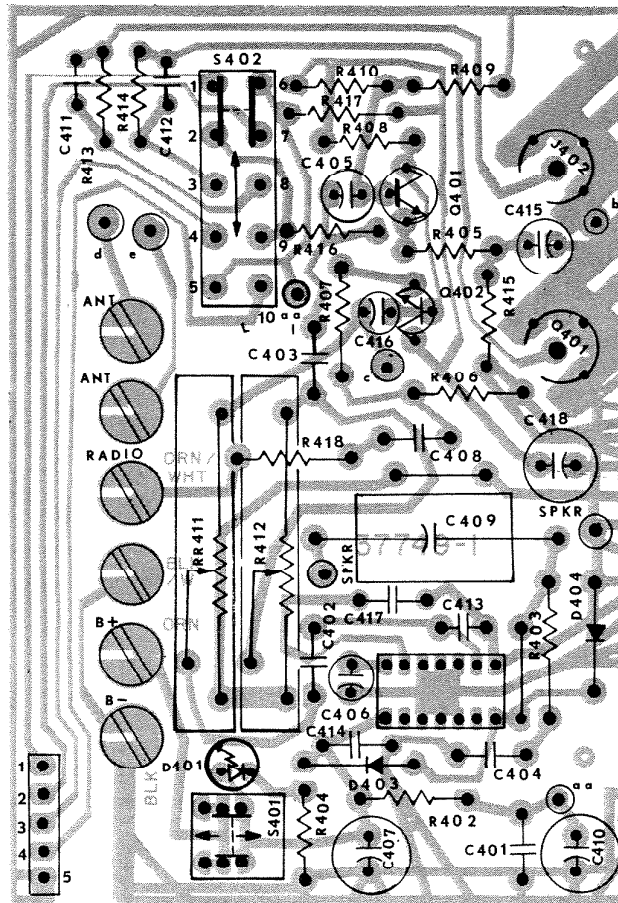 S402
R410
R409
R417
R408
C411
R413
R414
C412
1
2
3
4
5
6
7
8
9
10
C405
Q401
J402
C415
b
R416
R405
d
e
ANT
R407
C416
Q402
R415
Q401
a a
C403
c
R406
ANT
C418
RADIO
ORN/
WHT
R418
C408
SPKR
C409
57748-1
RR411
R412
SPKR
BLK
/W
C402
C417
C413
R403
D404
B+
ORN
C406
B-
C414
D401
D403
C404
BLK
S401
R404
R402
C407
C401
C410
a a
1
2
3
4
5